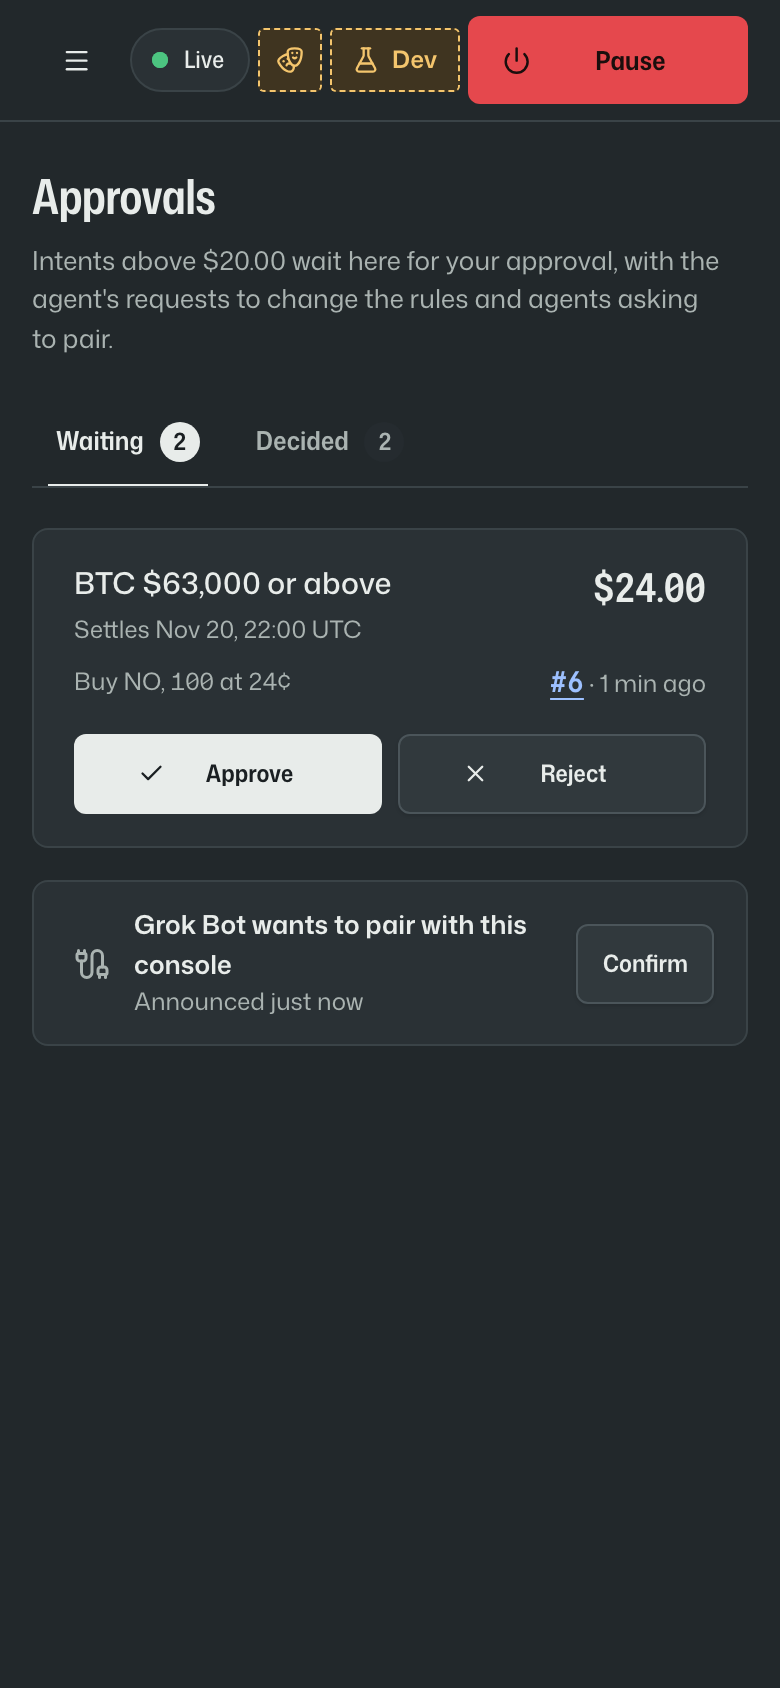 Live
Dev
Pause
Approvals
Intents above $20.00 wait here for your approval, with the
agent's requests to change the rules and agents asking
to pair.
Waiting 2
Decided 2
BTC $63,000 or above
$24.00
Settles Nov 20, 22:00 UTC
Buy NO, 100 at 24¢
#6 · 1 min ago
Approve
Reject
Grok Bot wants to pair with this
console
Announced just now
Confirm